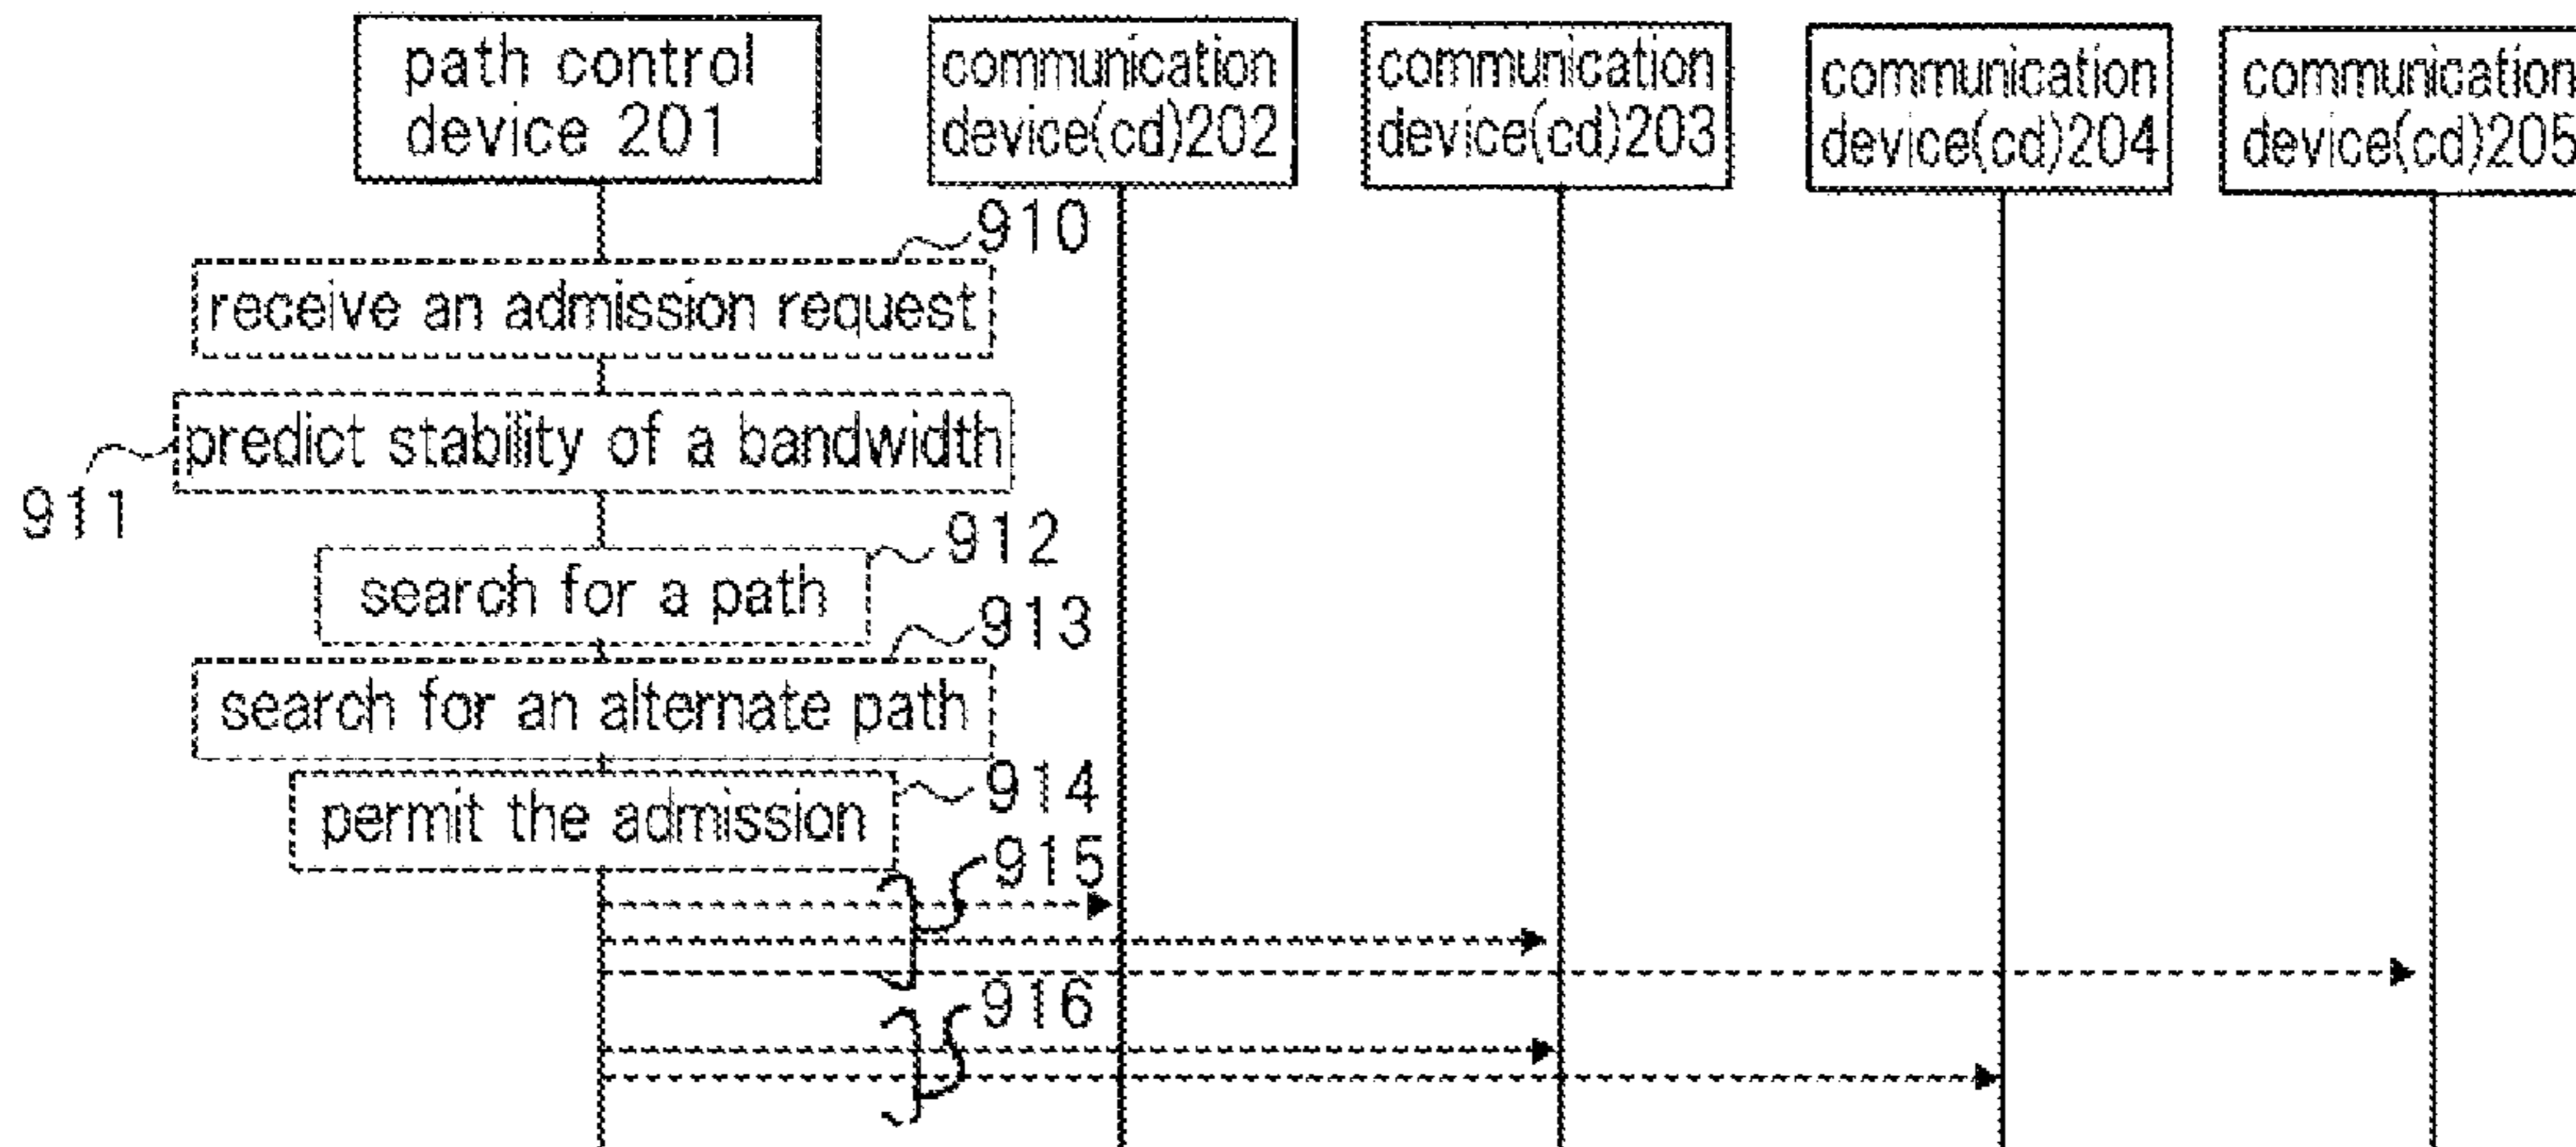 path control
device 201
communication
device(cd)202
communication
device(cd)203
communication
device(cd)204
communication
device(cd)205
910
receive an admission request
predict stability of a bandwidth
911
912
search for a path
913
search for an alternate path
914
permit the admission
915
916